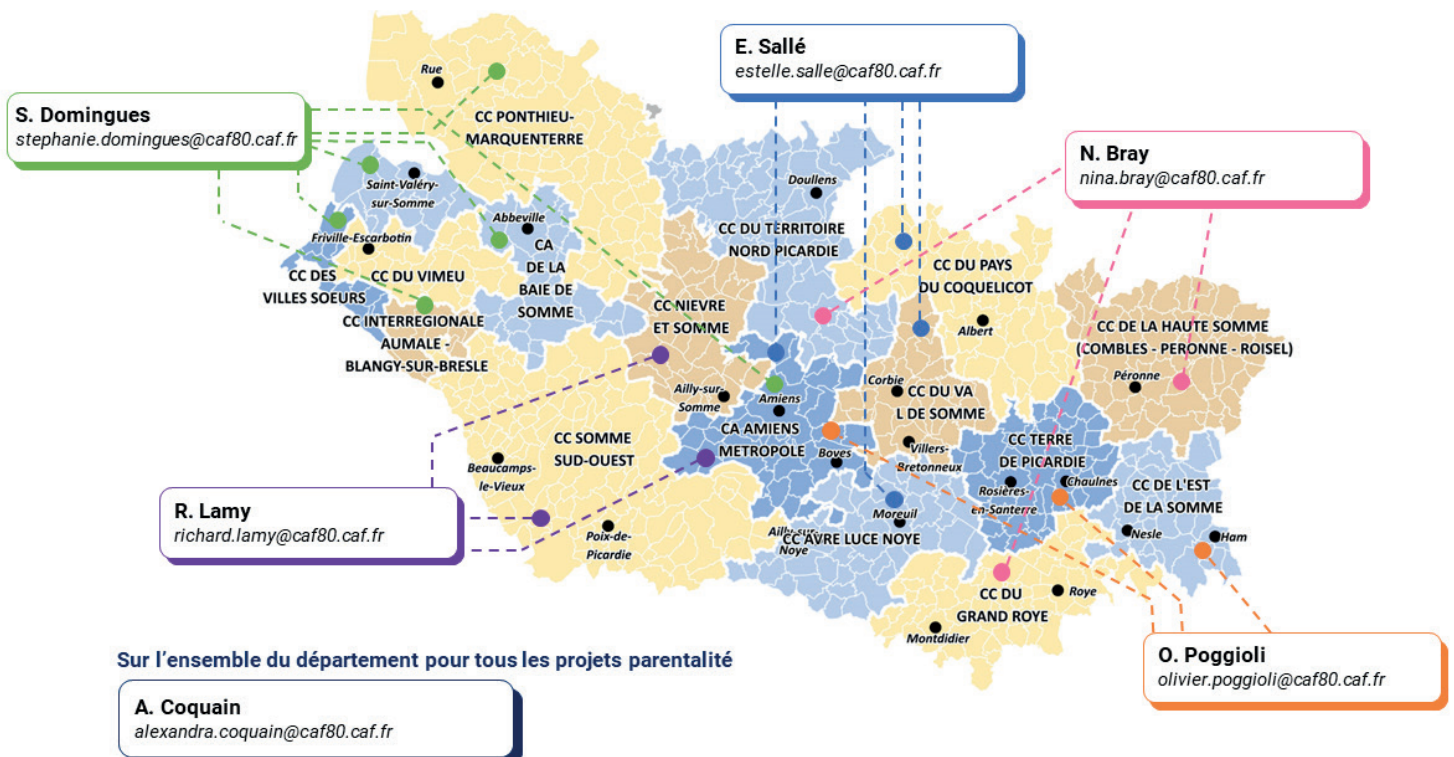 E. Sallé
estelle.salle@caf80.caf.fr
Rue
S. Domingues
stephanie.domingues@caf80.caf.fr
CC PONTHIEU-
MARQUENTERRE
N. Bray
nina.bray@caf80.caf.fr
Saint-Valéry-
sur-Somme
Doullens
Abbeville
Friville-Escarbotin
CC DU TERRITOIRE
NORD PICARDIE
CA
DE LA
BAIE DE
SOMME
CC DES
VILLES SOEURS
CC DU VIMEU
CC DU PAYS
DU COQUELICOT
CC NIEVRE
ET SOMME
CC INTERREGIONALE
AUMALE -
BLANGY-SUR-BRESLE
Albert
CC DE LA HAUTE SOMME
(COMBLES - PERONNE - ROISEL)
Péronne
Corbie
Ailly-sur-
Somme
Amiens
CC DU VA
L DE SOMME
CA AMIENS
METROPOLE
CC SOMME
SUD-OUEST
Boves
Villers-
Bretonneux
CC TERRE
DE PICARDIE
Beaucamps-
le-Vieux
Rosières-
en-Santerre
Chaulnes
CC DE L'EST
DE LA SOMME
R. Lamy
richard.lamy@caf80.caf.fr
Moreuil
Poix-de-
Picardie
Ailly-sur-
Noye
CC AVRE LUCE NOYE
Nesle
Ham
CC DU
GRAND ROYE
Roye
Montdidier
O. Poggioli
olivier.poggioli@caf80.caf.fr
Sur l’ensemble du département pour tous les projets parentalité
A. Coquain
alexandra.coquain@caf80.caf.fr